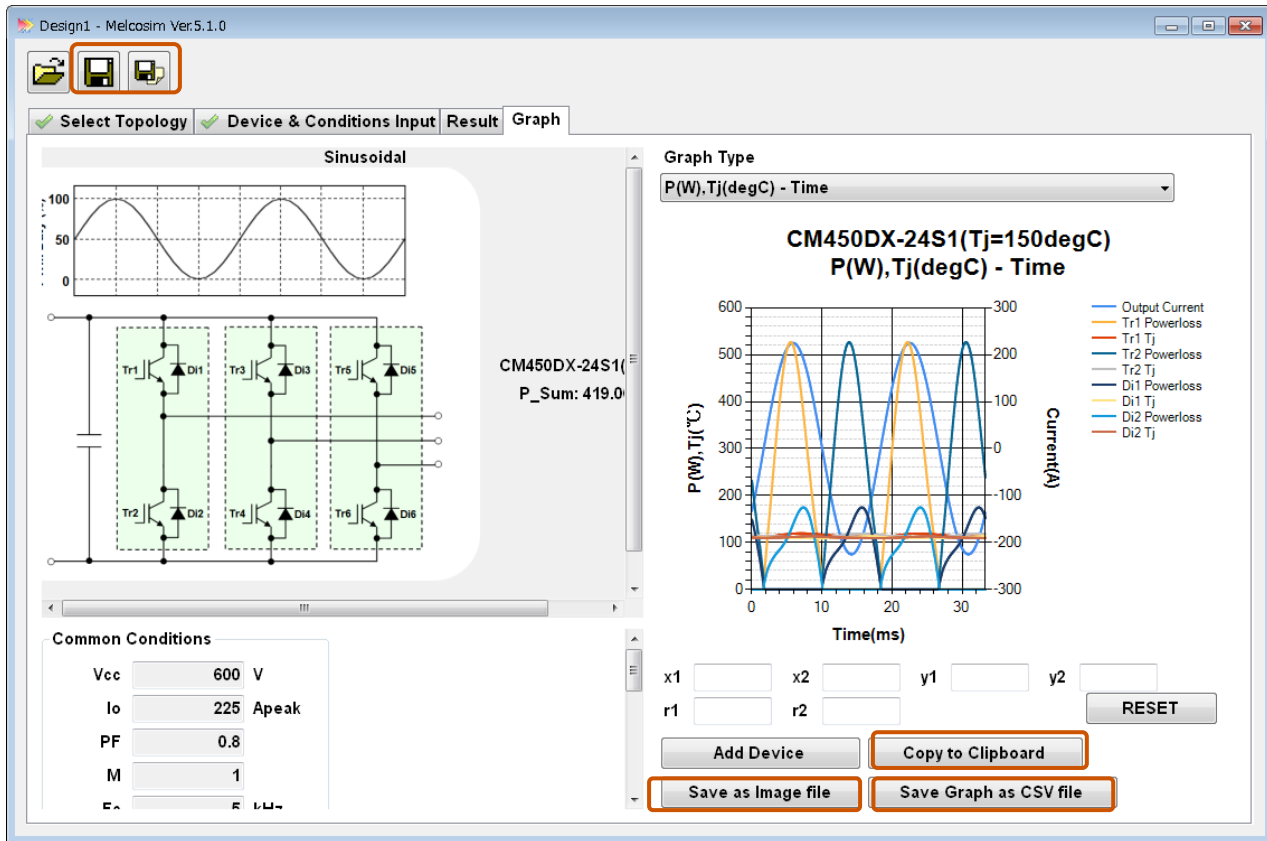 Design1 - Melcosim Ver.5.1.0
Select Topology Device & Conditions Input Result Graph
Sinusoidal
100
50
0
Tr1 Di1 Tr3 Di3 Tr5 Di5
Tr2 Di2 Tr4 Di4 Tr6 Di6
CM450DX-24S1(
P_Sum: 419.0
Common Conditions
Vcc 600 V
Io 225 Apeak
PF 0.8
M 1
5 kHz
Graph Type
P(W),Tj(degC) - Time
CM450DX-24S1(Tj=150degC)
P(W),Tj(degC) - Time
P(W),Tj(℃)
600
500
400
300
200
100
0
300
200
100
0
-100
-200
-300
Current(A)
0 10 20 30
Time(ms)
Output Current
Tr1 Powerloss
Tr1 Tj
Tr2 Powerloss
Tr2 Tj
Di1 Powerloss
Di1 Tj
Di2 Powerloss
Di2 Tj
x1 x2 y1 y2
r1 r2 RESET
Add Device Copy to Clipboard
Save as Image file Save Graph as CSV file